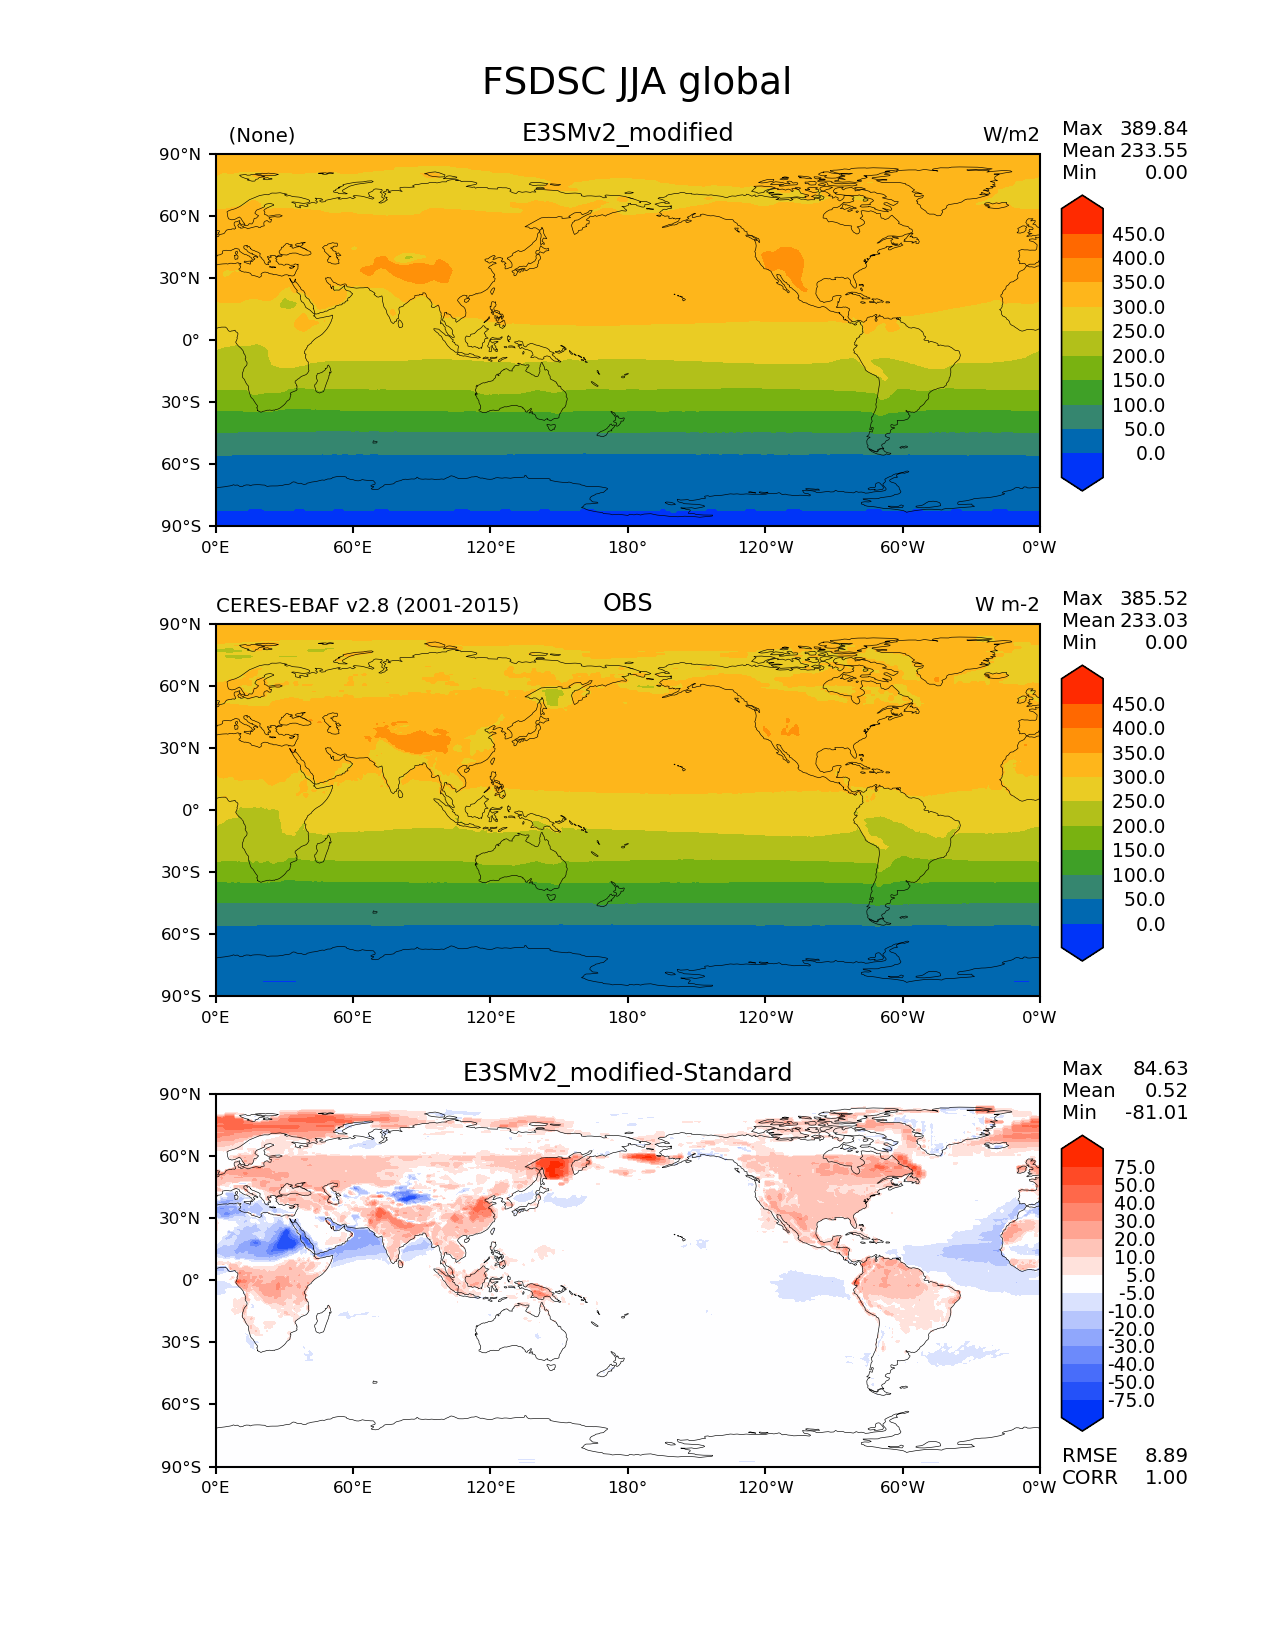 FSDSC JJA global
(None) E3SMv2_modified W/m2
Max 389.84
Mean 233.55
Min 0.00
90°N
60°N
30°N
0°
30°S
60°S
90°S
0°E 60°E 120°E 180° 120°W 60°W 0°W
450.0
400.0
350.0
300.0
250.0
200.0
150.0
100.0
50.0
0.0
CERES-EBAF v2.8 (2001-2015) OBS W m-2
Max 385.52
Mean 233.03
Min 0.00
90°N
60°N
30°N
0°
30°S
60°S
90°S
0°E 60°E 120°E 180° 120°W 60°W 0°W
450.0
400.0
350.0
300.0
250.0
200.0
150.0
100.0
50.0
0.0
E3SMv2_modified-Standard
Max 84.63
Mean 0.52
Min -81.01
90°N
60°N
30°N
0°
30°S
60°S
90°S
0°E 60°E 120°E 180° 120°W 60°W 0°W
75.0
50.0
40.0
30.0
20.0
10.0
5.0
-5.0
-10.0
-20.0
-30.0
-40.0
-50.0
-75.0
RMSE 8.89
CORR 1.00